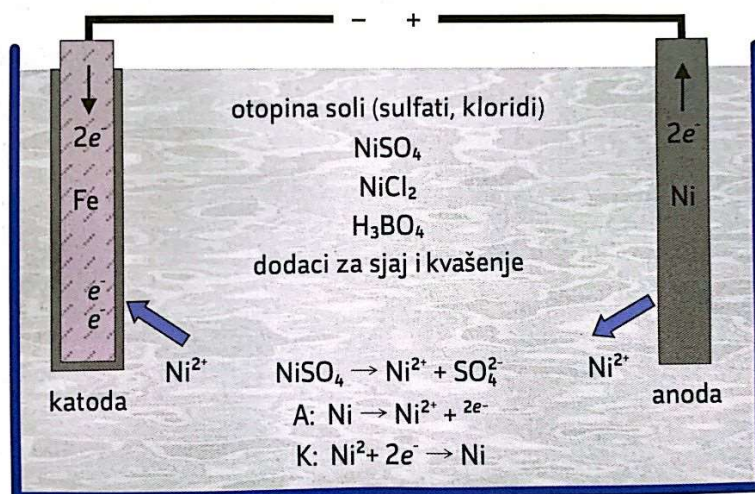 − +
2e⁻
2e⁻
Fe
Ni
e⁻
e⁻
otopina soli (sulfati, kloridi)
NiSO₄
NiCl₂
H₃BO₄
dodaci za sjaj i kvašenje
Ni²⁺
Ni²⁺
katoda
anoda
NiSO₄ → Ni²⁺ + SO₄²⁻
A: Ni → Ni²⁺ + ²ᵉ⁻
K: Ni² + 2e⁻ → Ni